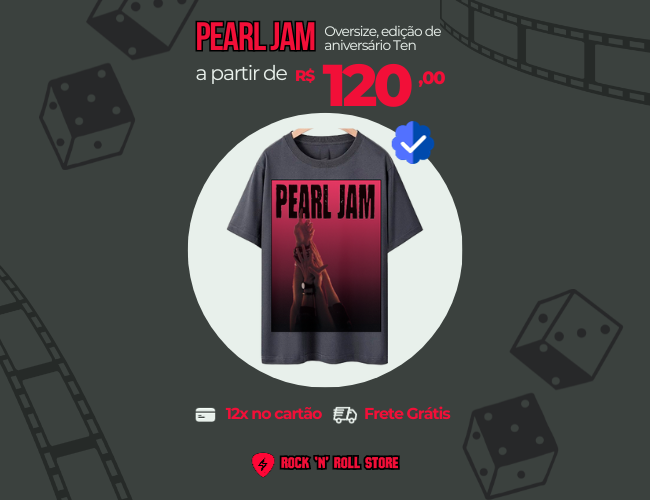 PEARL JAM
Oversize, edição de
aniversário Ten
a partir de R$ 120,00
PEARL JAM
12x no cartão
Frete Grátis
ROCK 'N' ROLL STORE